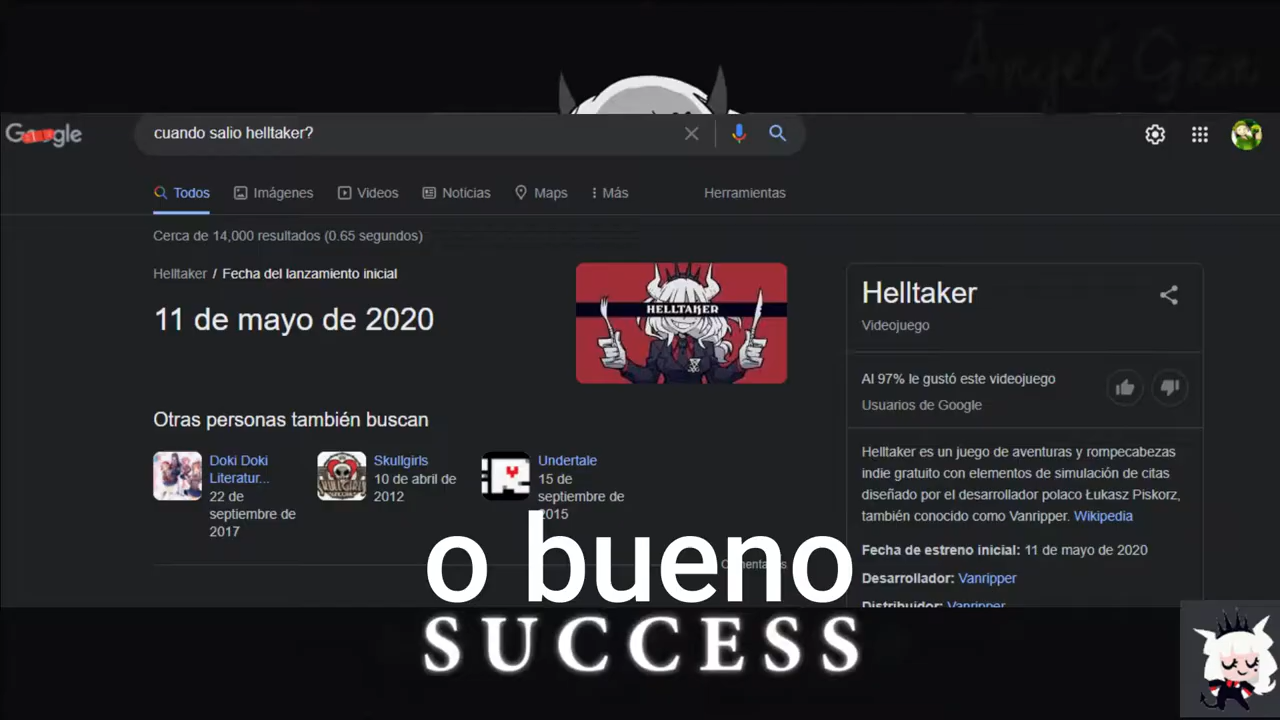 Ángel Gizn
Google
cuando salio helltaker?
Todos
Imágenes
Videos
Noticias
Maps
Más
Herramientas
Cerca de 14,000 resultados (0.65 segundos)
Helltaker / Fecha del lanzamiento inicial
11 de mayo de 2020
HELLTAKER
Otras personas también buscan
Doki Doki
Literatur...
22 de
septiembre de
2017
Skullgirls
10 de abril de
2012
Undertale
15 de
septiembre de
2015
Comentarios
Helltaker
Videojuego
Al 97% le gustó este videojuego
Usuarios de Google
Helltaker es un juego de aventuras y rompecabezas
indie gratuito con elementos de simulación de citas
diseñado por el desarrollador polaco Łukasz Piskorz,
también conocido como Vanripper. Wikipedia
Fecha de estreno inicial: 11 de mayo de 2020
Desarrollador: Vanripper
Distribuidor: Vanripper
o bueno
SUCCESS